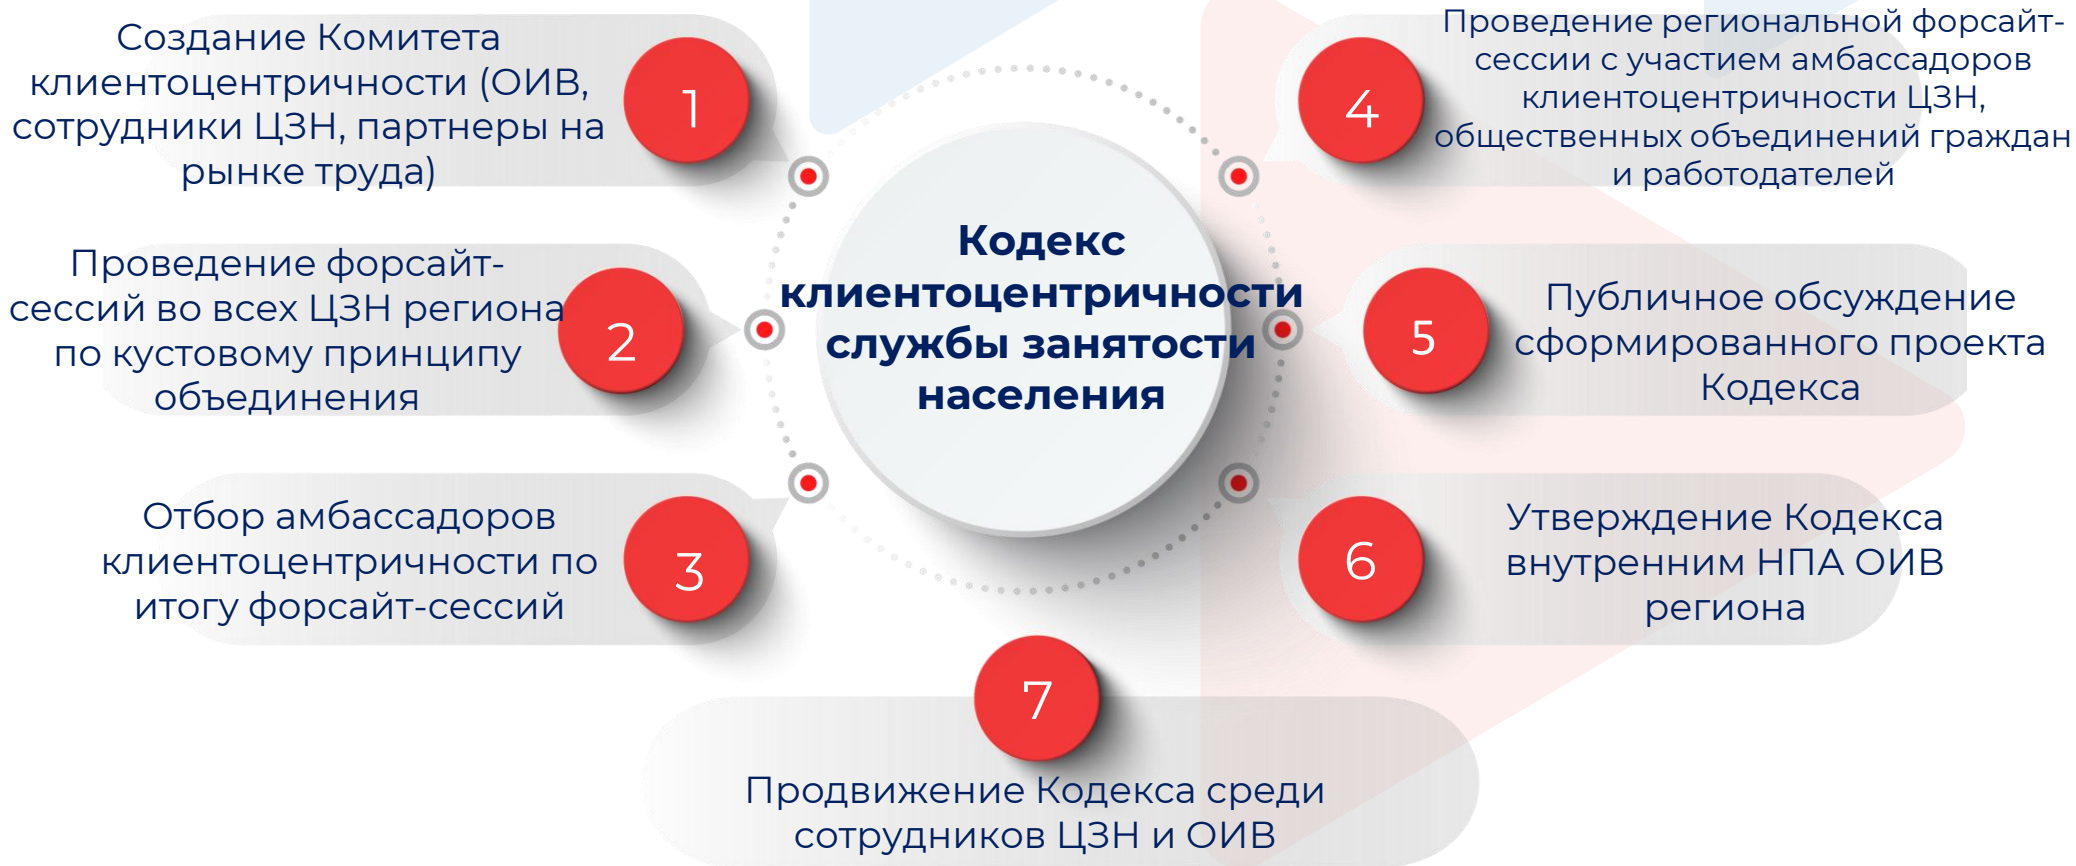 Создание Комитета
клиентоцентричности (ОИВ,
сотрудники ЦЗН, партнеры на
рынке труда)
1
Проведение форсайт-
сессий во всех ЦЗН региона
по кустовому принципу
объединения
2
Отбор амбассадоров
клиентоцентричности по
итогу форсайт-сессий
3
Кодекс
клиентоцентричности
службы занятости
населения
4
Проведение региональной форсайт-
сессии с участием амбассадоров
клиентоцентричности ЦЗН,
общественных объединений граждан
и работодателей
5
Публичное обсуждение
сформированного проекта
Кодекса
6
Утверждение Кодекса
внутренним НПА ОИВ
региона
7
Продвижение Кодекса среди
сотрудников ЦЗН и ОИВ